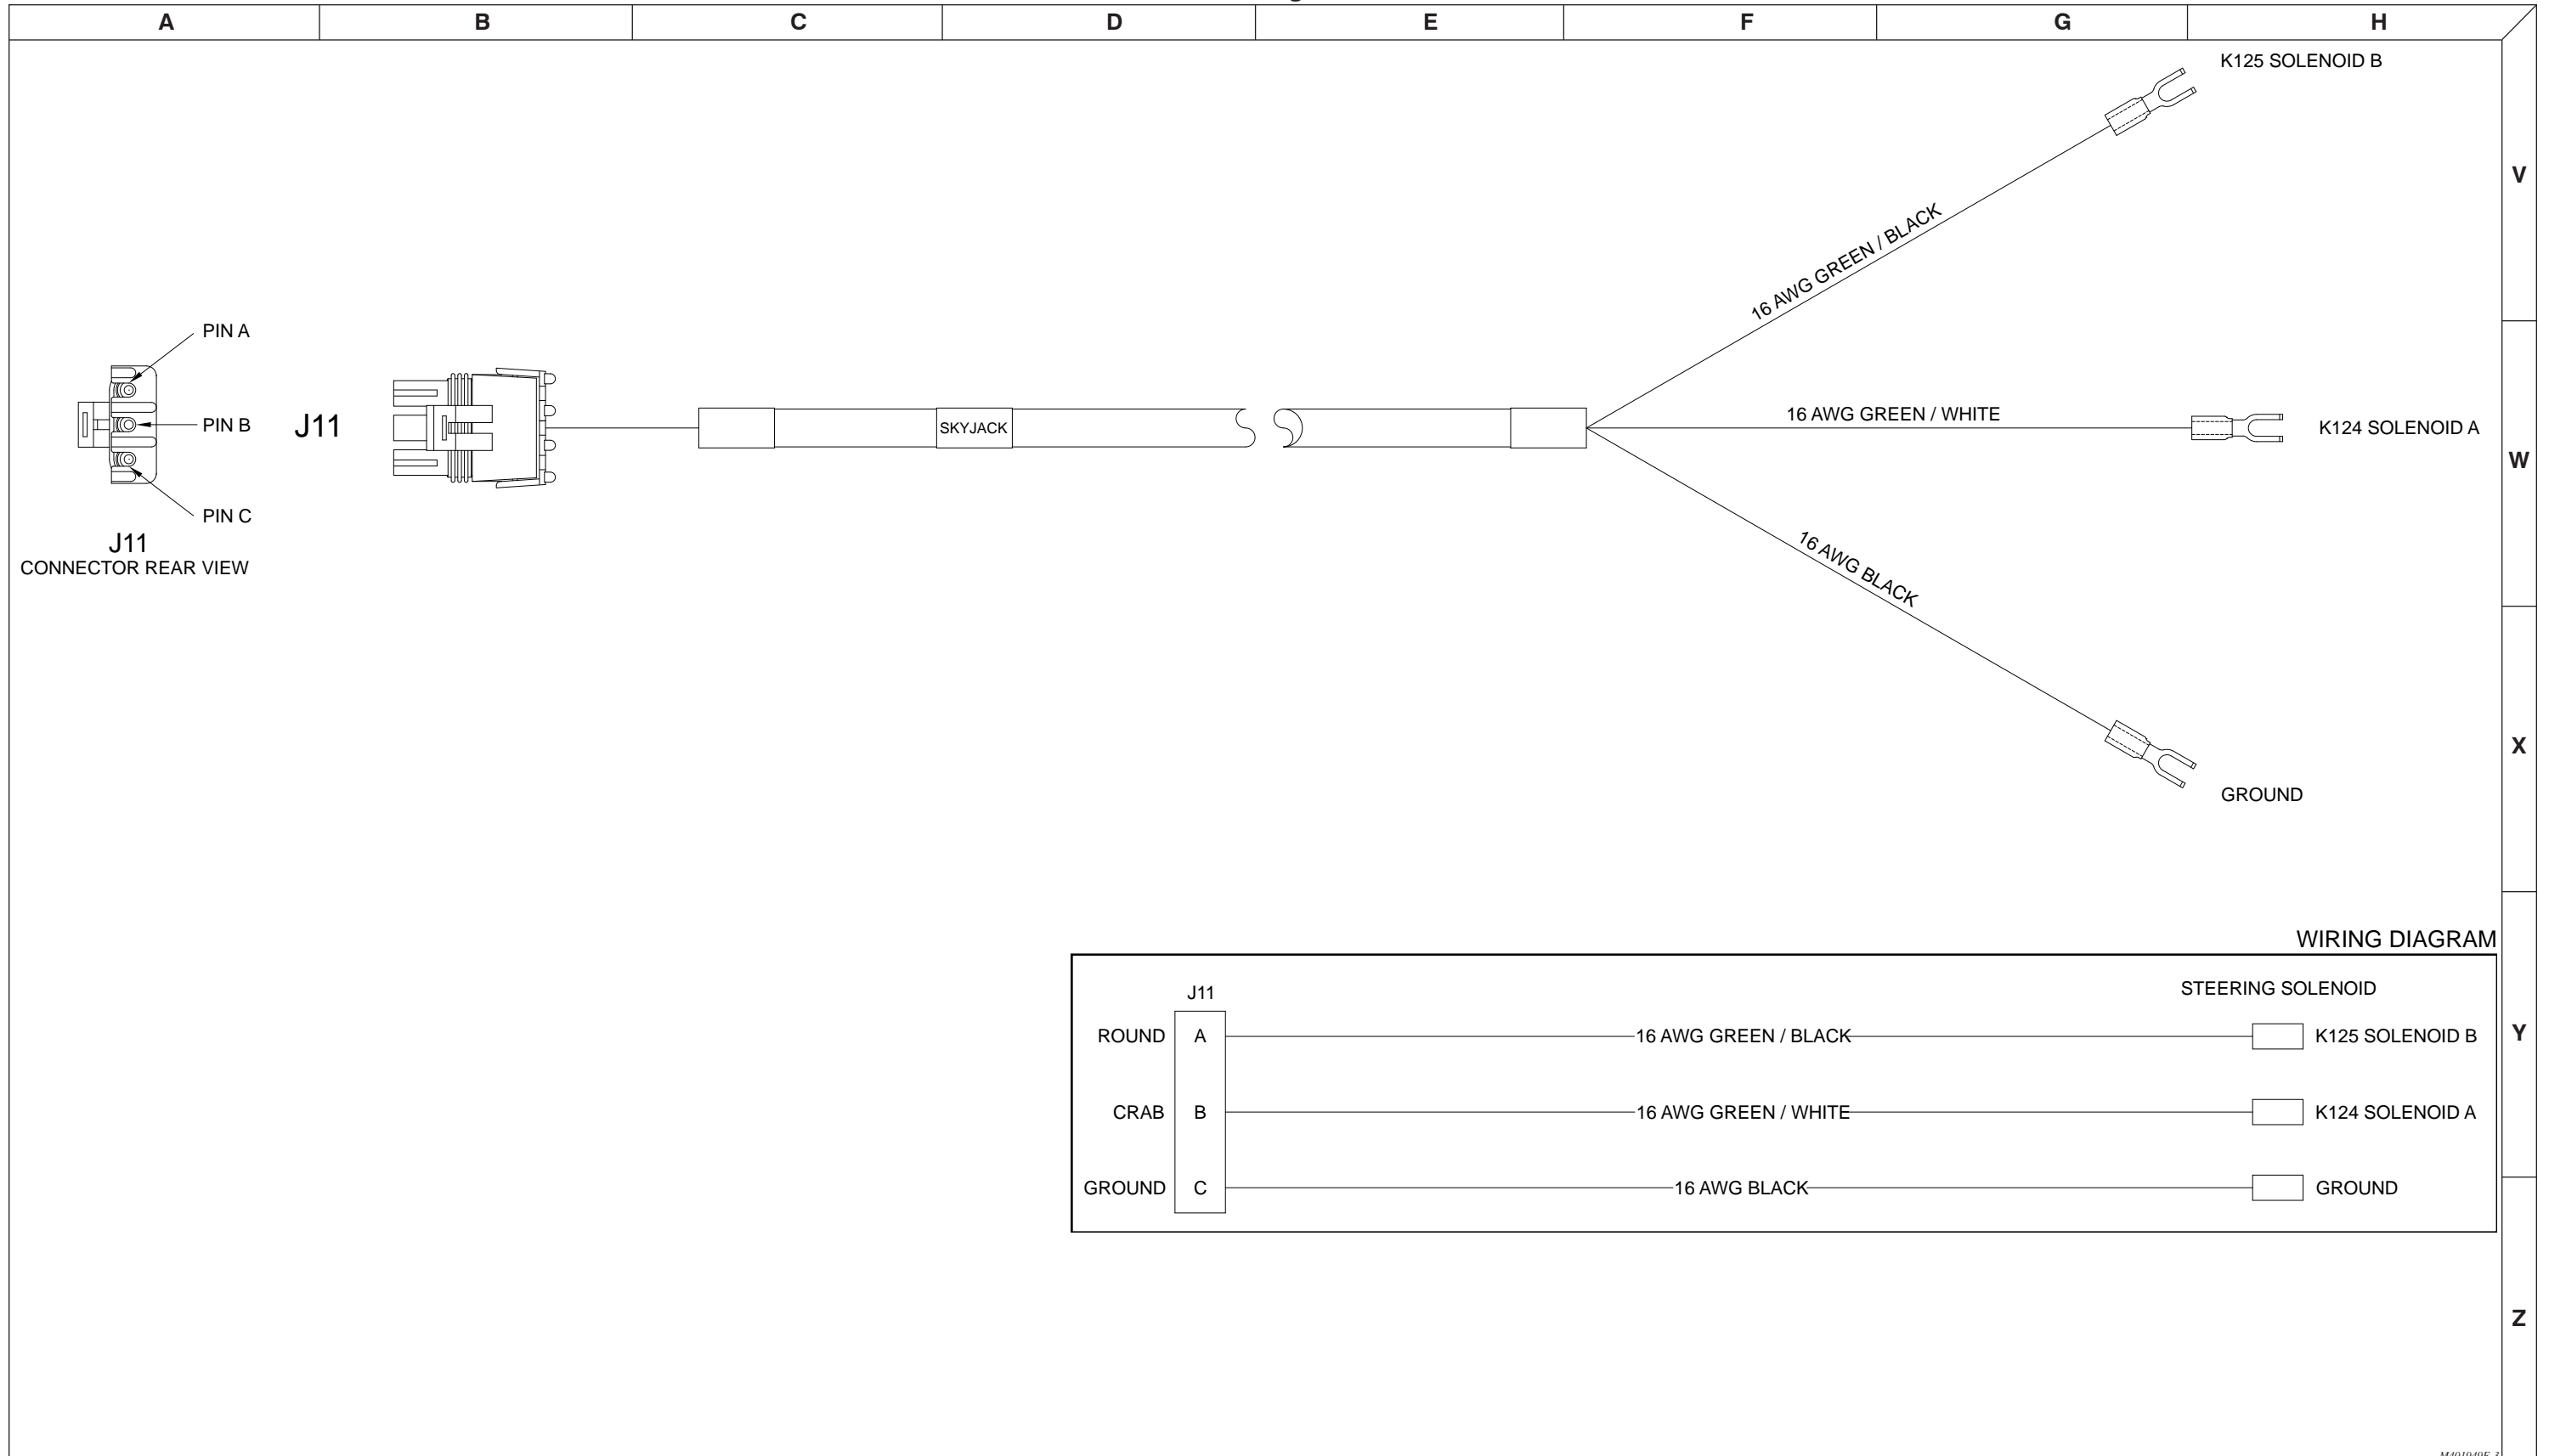 A B C D E F G H
K125 SOLENOID B
V
16 AWG GREEN / BLACK
PIN A
PIN B
J11
SKYJACK
16 AWG GREEN / WHITE
K124 SOLENOID A
W
PIN C
J11
CONNECTOR REAR VIEW
16 AWG BLACK
X
GROUND
WIRING DIAGRAM
J11
STEERING SOLENOID
ROUND A 16 AWG GREEN / BLACK K125 SOLENOID B
Y
CRAB B 16 AWG GREEN / WHITE K124 SOLENOID A
GROUND C 16 AWG BLACK GROUND
Z